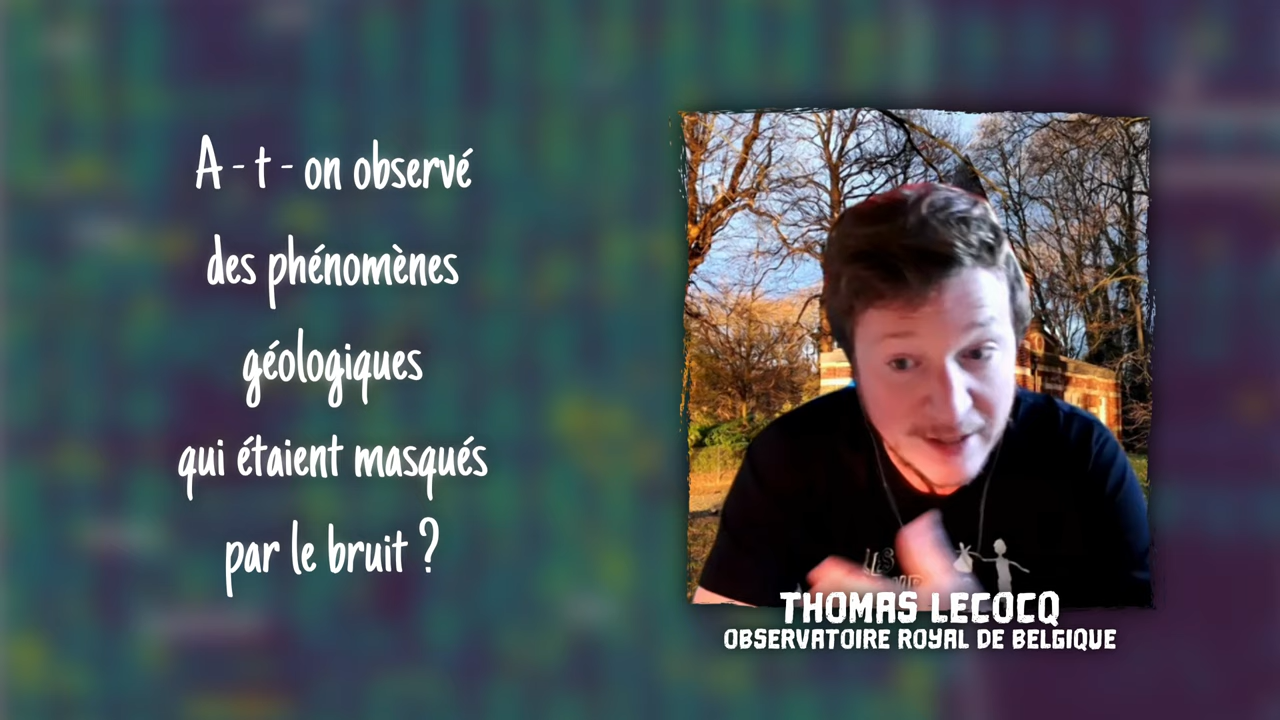 A-t-on observé
des phénomènes
géologiques
qui étaient masqués
par le bruit ?
THOMAS LECOCQ
OBSERVATOIRE ROYAL DE BELGIQUE